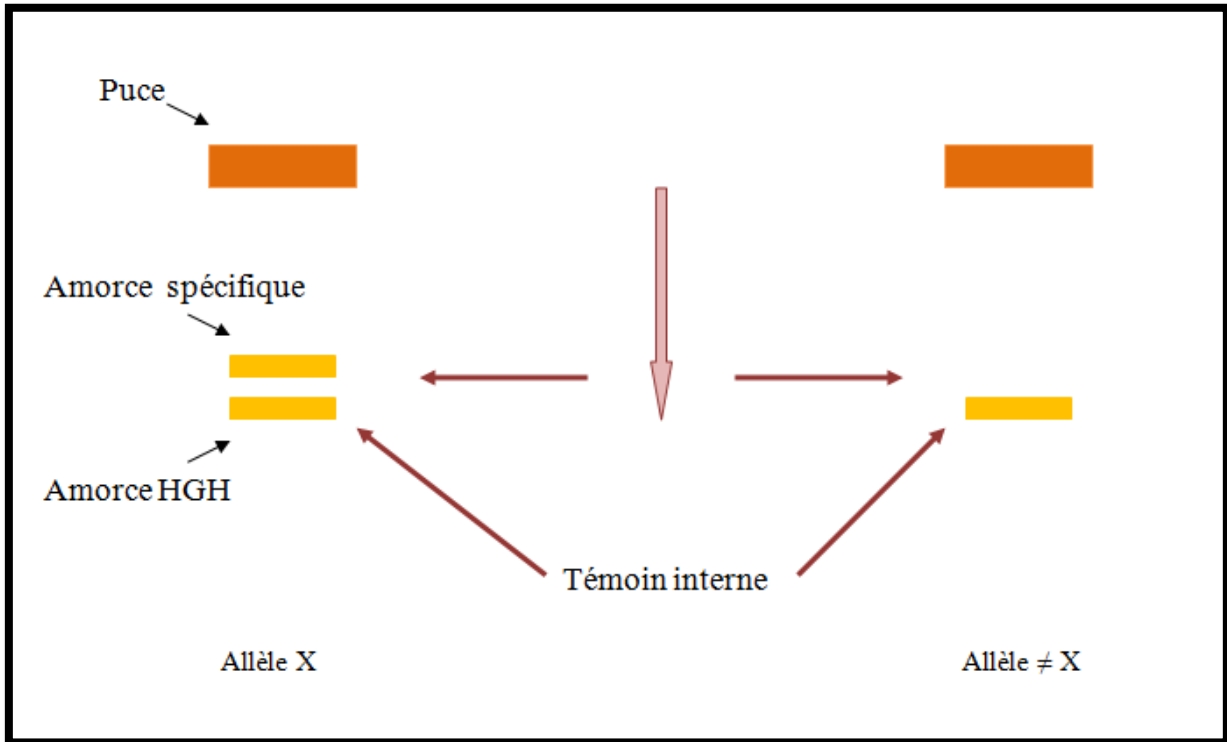 Puce
Amorce spécifique
Amorce HGH
Témoin interne
Allèle X
Allèle ≠ X